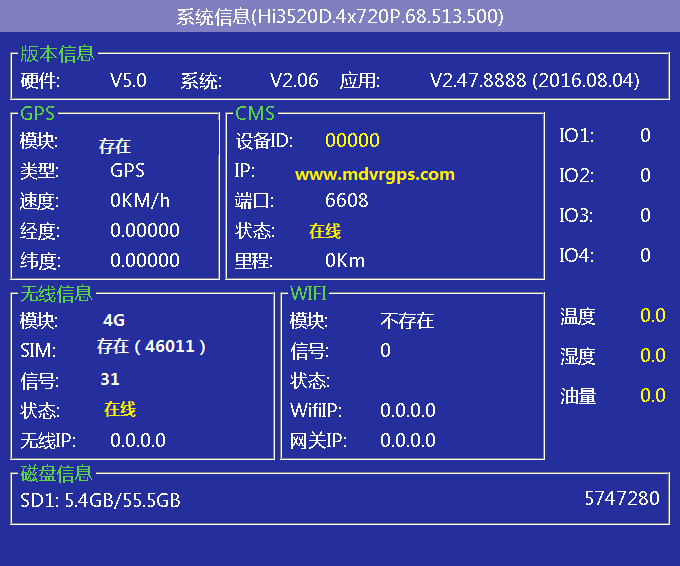 系统信息(Hi3520D.4x720P.68.513.500)
版本信息
硬件: V5.0 系统: V2.06 应用: V2.47.8888 (2016.08.04)
GPS
模块: 存在
类型: GPS
速度: 0KM/h
经度: 0.00000
纬度: 0.00000
CMS
设备ID: 00000
IP: www.mdvrgps.com
端口: 6608
状态: 在线
里程: 0Km
IO1: 0
IO2: 0
IO3: 0
IO4: 0
无线信息
模块: 4G
SIM: 存在（46011）
信号: 31
状态: 在线
无线IP: 0.0.0.0
WIFI
模块: 不存在
信号: 0
状态:
WifiIP: 0.0.0.0
网关IP: 0.0.0.0
温度 0.0
湿度 0.0
油量 0.0
磁盘信息
SD1: 5.4GB/55.5GB 5747280